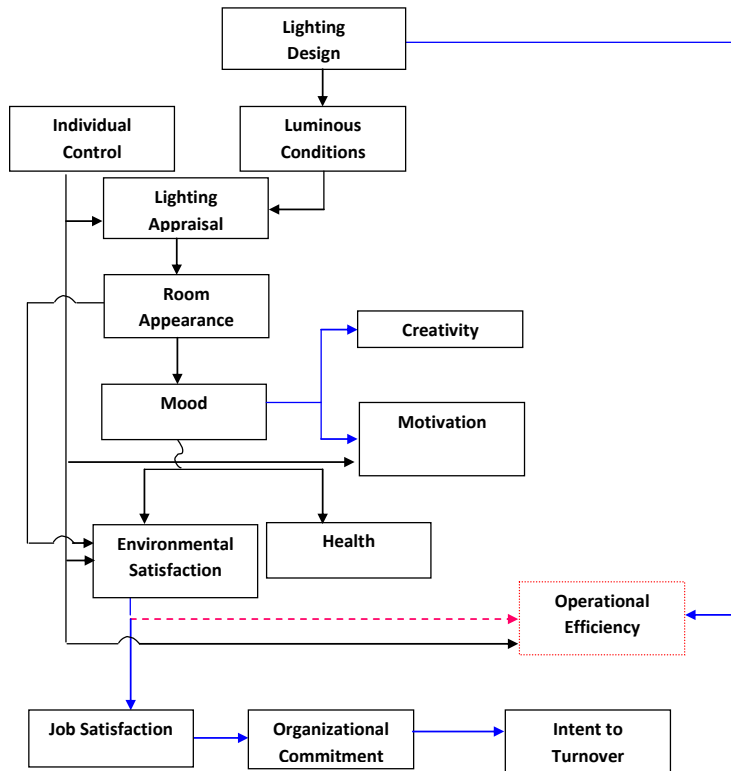 Lighting
Design
Individual
Control
Luminous
Conditions
Lighting
Appraisal
Room
Appearance
Creativity
Mood
Motivation
Environmental
Satisfaction
Health
Operational
Efficiency
Job Satisfaction
Organizational
Commitment
Intent to
Turnover